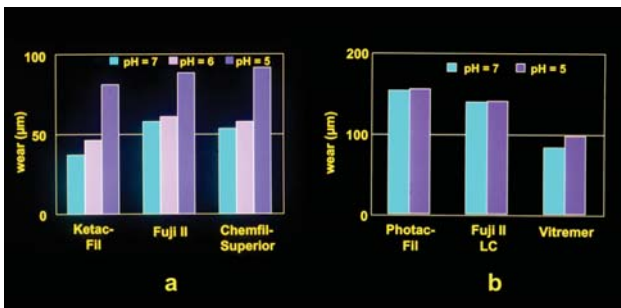 100
pH = 7 pH = 6 pH = 5
wear (µm)
50
0
Ketac-
Fil
Fuji II
Chemfil-
Superior
a
200
pH = 7 pH = 5
wear (µm)
100
0
Photac-
Fil
Fuji II
LC
Vitremer
b